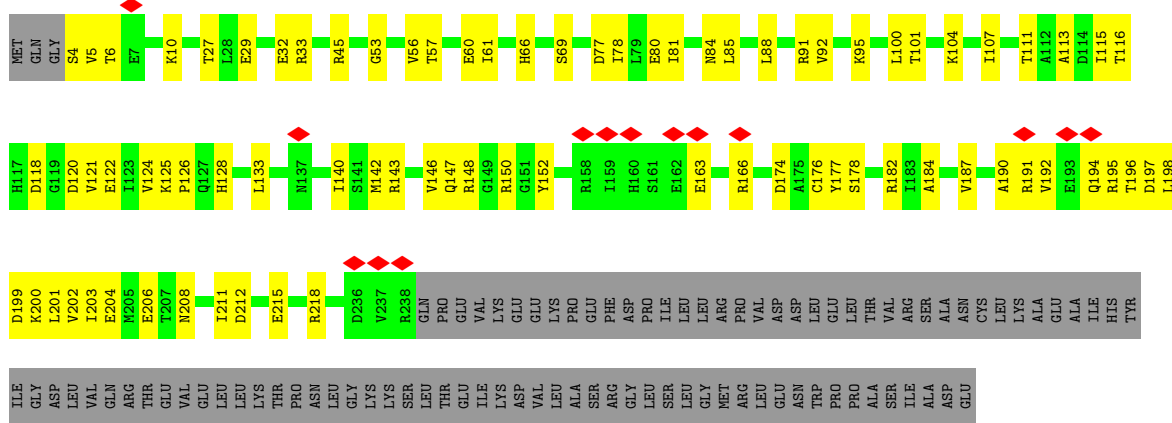 MET GLN GLY S4 V5 T6 E7 K10 T27 L28 E29 E32 R33 R45 G53 V56 T57 E60 I61 H66 S69 D77 I78 L79 E80 I81 N84 L85 L88 R91 V92 K95 L100 T101 K104 I107 T111 A112 A113 D114 I115 T116
H117 D118 G119 D120 V121 E122 I123 V124 K125 P126 Q127 H128 L133 N137 I140 S141 M142 R143 V146 Q147 R148 G149 R150 G151 Y152 R158 I159 H160 S161 E162 E163 R166 D174 A175 C176 Y177 S178 R182 I183 A184 V187 A190 R191 V192 E193 Q194 R195 T196 D197 L198
D199 K200 L201 V202 I203 E204 M205 E206 T207 N208 I211 D212 E215 R218 D236 V237 R238 GLN PRO GLU VAL LYS GLU GLU LYS PRO GLU PHE ASP PRO ILE LEU LEU ARG PRO VAL ASP ASP LEU GLU LEU THR VAL ARG SER ALA ASN CYS LEU LYS ALA GLU ALA ILE HIS TYR
ILE GLY ASP LEU VAL GLN ARG THR GLU VAL GLU LEU LEU LYS THR PRO ASN LEU GLY LYS LYS SER LEU THR GLU ILE LYS ASP VAL LEU ALA SER ARG GLY LEU SER LEU GLY MET ARG LEU GLU ASN TRP PRO PRO ALA SER ILE ALA ASP GLU